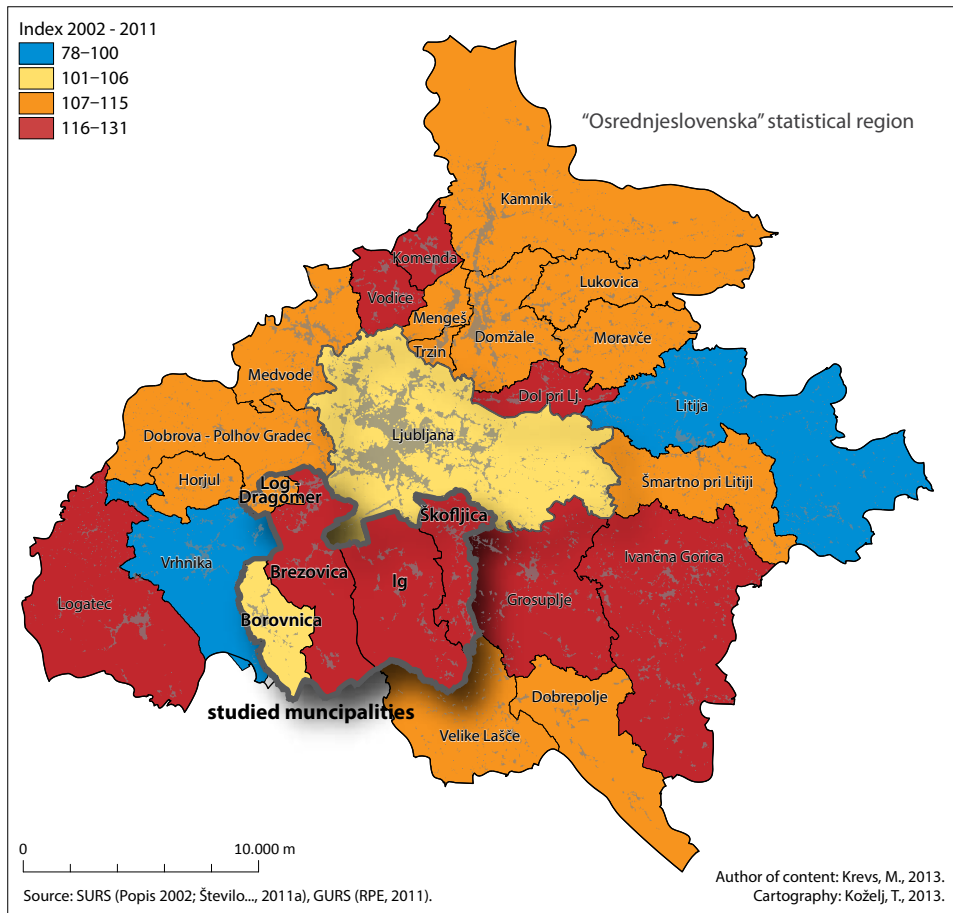 Index 2002 - 2011
78–100
101–106
107–115
116–131
“Osrednjeslovenska” statistical region
Kamnik
Komenda
Lukovica
Vodice
Mengeš
Domžale
Moravče
Trzin
Medvode
Dol pri Lj.
Litija
Dobrova - Polhov Gradec
Ljubljana
Horjul
Log
Dragomer
Šmartno pri Litiji
Škofljica
Vrhnika
Brezovica
Ig
Ivančna Gorica
Logatec
Grosuplje
Borovnica
Dobrepolje
studied muncipalities
Velike Lašče
0
10.000 m
Source: SURS (Popis 2002; Število..., 2011a), GURS (RPE, 2011).
Author of content: Krevs, M., 2013.
Cartography: Koželj, T., 2013.